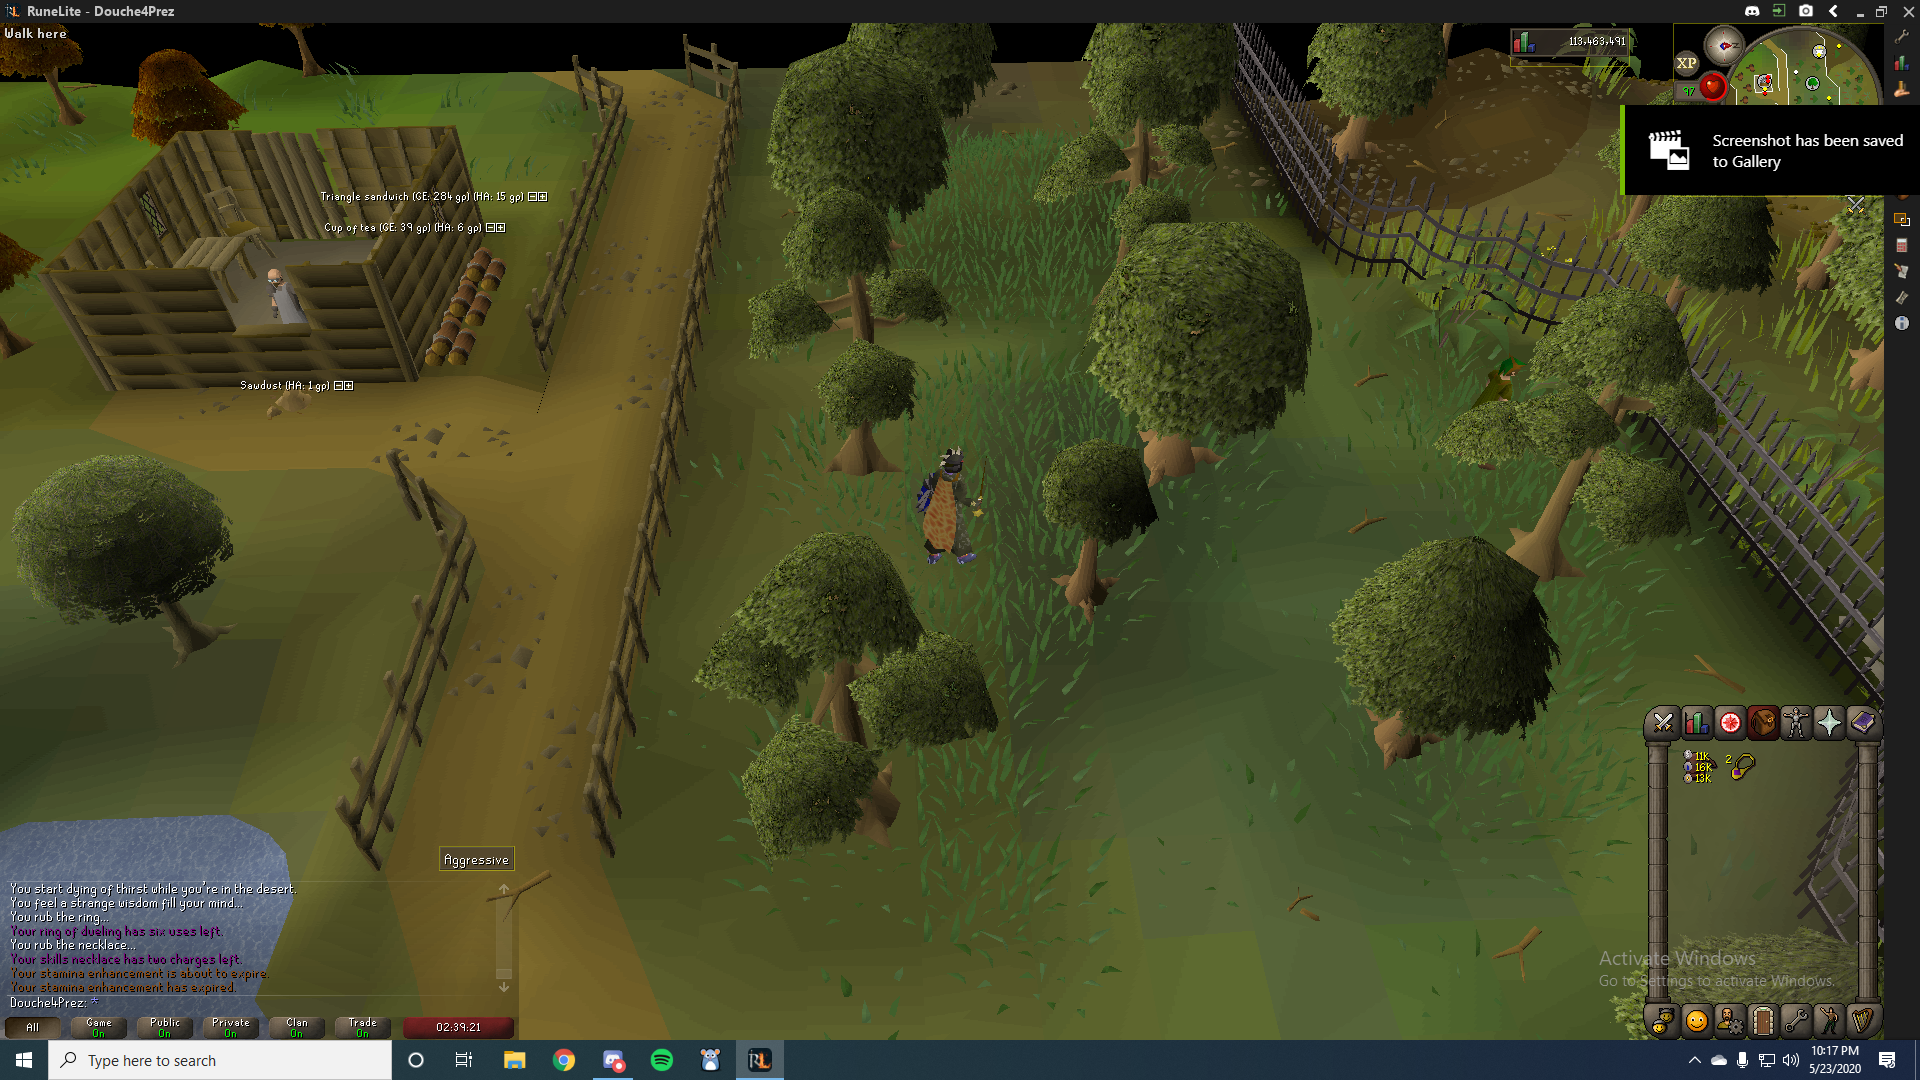 RuneLite - Douche4Prez
Walk here
113,463,491
XP
97
Screenshot has been saved
to Gallery
Triangle sandwich (GE: 284 gp) (HA: 15 gp)
Cup of tea (GE: 39 gp) (HA: 6 gp)
Sawdust (HA: 1 gp)
11K
16K
13K
2
Aggressive
You start dying of thirst while you're in the desert.
You feel a strange wisdom fill your mind...
You rub the ring...
Your ring of dueling has six uses left.
You rub the necklace...
Your skills necklace has two charges left.
Your stamina enhancement is about to expire.
Your stamina enhancement has expired.
Douche4Prez: *
All
Game
On
Public
On
Private
On
Clan
On
Trade
On
02:39:21
Activate Windows
Go to Settings to activate Windows.
Type here to search
RL
10:17 PM
5/23/2020